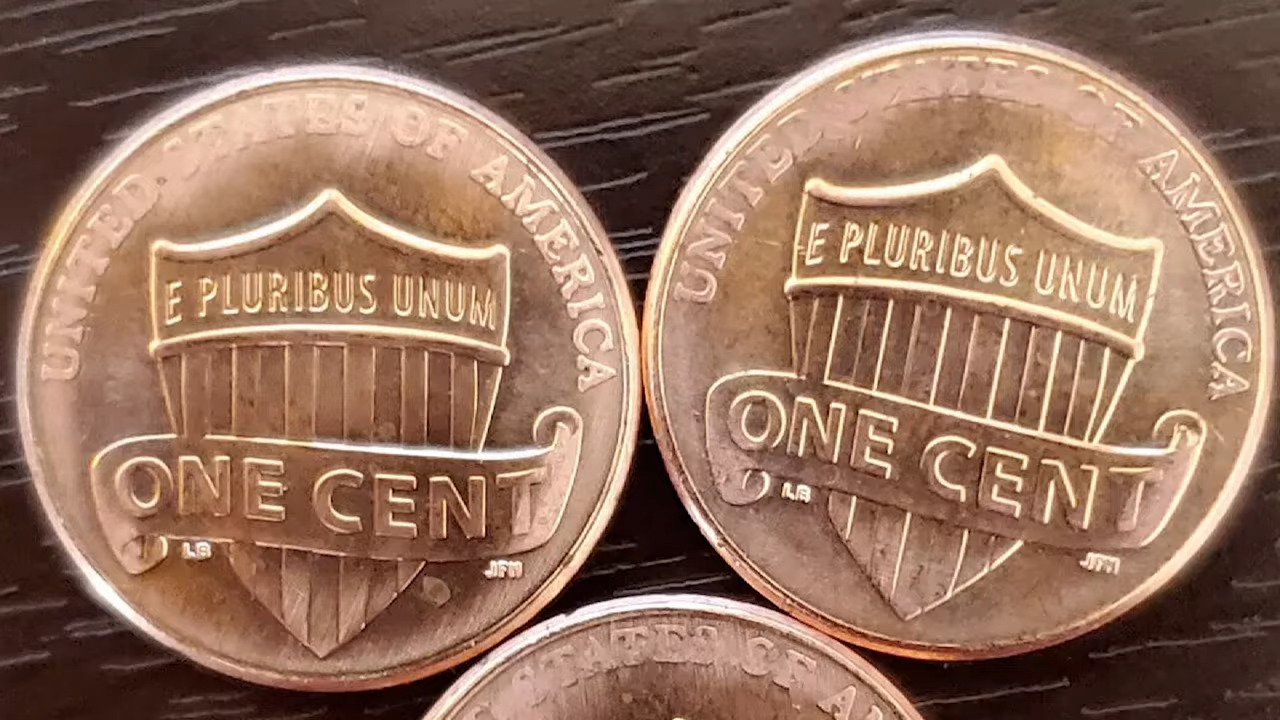 UNITED STATES OF AMERICA
E PLURIBUS UNUM
ONE CENT
LB JFM
UNITED STATES OF AMERICA
E PLURIBUS UNUM
ONE CENT
LB JFM
STATES OF A